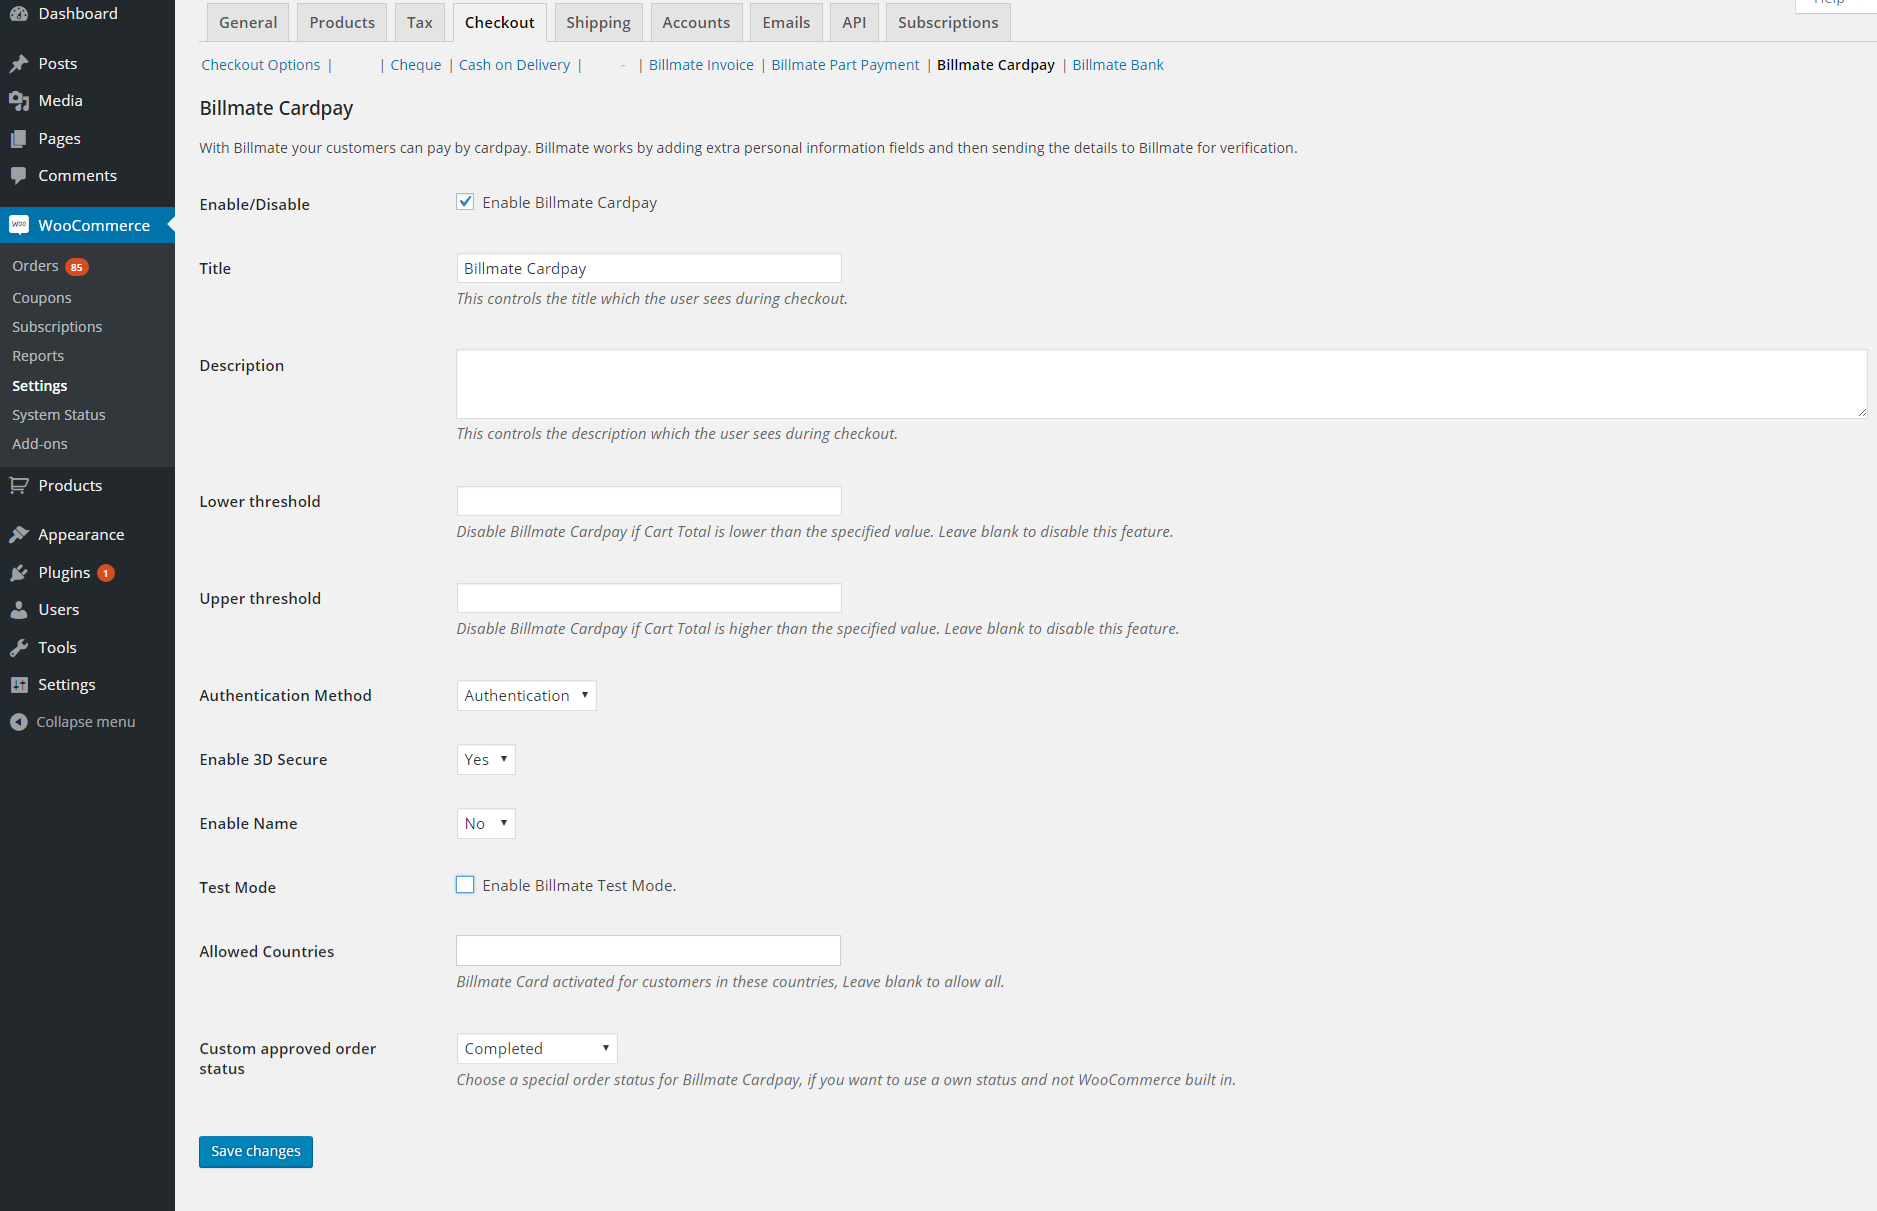 Dashboard
Posts
Media
Pages
Comments
WooCommerce
Orders 85
Coupons
Subscriptions
Reports
Settings
System Status
Add-ons
Products
Appearance
Plugins 1
Users
Tools
Settings
Collapse menu
Help
General Products Tax Checkout Shipping Accounts Emails API Subscriptions
Checkout Options | | Cheque | Cash on Delivery | | Billmate Invoice | Billmate Part Payment | Billmate Cardpay | Billmate Bank
Billmate Cardpay
With Billmate your customers can pay by cardpay. Billmate works by adding extra personal information fields and then sending the details to Billmate for verification.
Enable/Disable
Enable Billmate Cardpay
Title
Billmate Cardpay
This controls the title which the user sees during checkout.
Description
This controls the description which the user sees during checkout.
Lower threshold
Disable Billmate Cardpay if Cart Total is lower than the specified value. Leave blank to disable this feature.
Upper threshold
Disable Billmate Cardpay if Cart Total is higher than the specified value. Leave blank to disable this feature.
Authentication Method
Authentication
Enable 3D Secure
Yes
Enable Name
No
Test Mode
Enable Billmate Test Mode.
Allowed Countries
Billmate Card activated for customers in these countries, Leave blank to allow all.
Custom approved order
status
Completed
Choose a special order status for Billmate Cardpay, if you want to use a own status and not WooCommerce built in.
Save changes